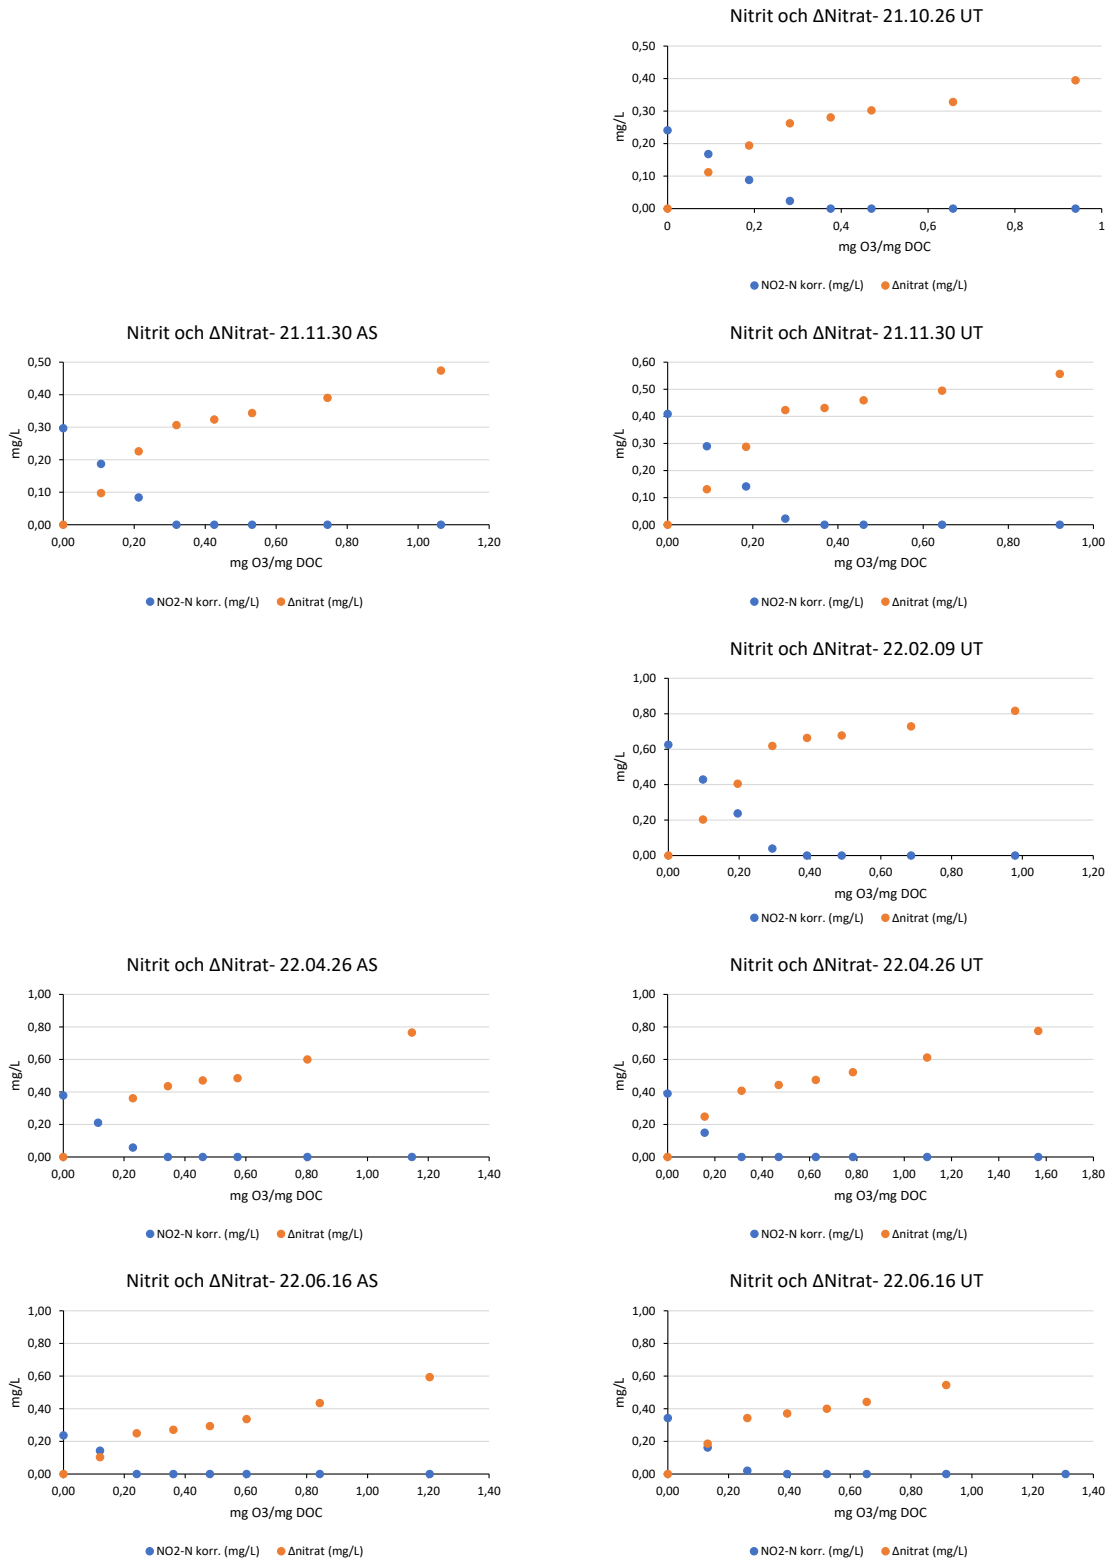 Nitrit och ΔNitrat- 21.10.26 UT
0,50
0,40
0,30
0,20
0,10
0,00
mg/L
0 0,2 0,4 0,6 0,8 1
mg O3/mg DOC
NO2-N korr. (mg/L) Δnitrat (mg/L)
Nitrit och ΔNitrat- 21.11.30 AS
0,50
0,40
0,30
0,20
0,10
0,00
mg/L
0,00 0,20 0,40 0,60 0,80 1,00 1,20
mg O3/mg DOC
NO2-N korr. (mg/L) Δnitrat (mg/L)
Nitrit och ΔNitrat- 21.11.30 UT
0,60
0,50
0,40
0,30
0,20
0,10
0,00
mg/L
0,00 0,20 0,40 0,60 0,80 1,00
mg O3/mg DOC
NO2-N korr. (mg/L) Δnitrat (mg/L)
Nitrit och ΔNitrat- 22.02.09 UT
1,00
0,80
0,60
0,40
0,20
0,00
mg/L
0,00 0,20 0,40 0,60 0,80 1,00 1,20
mg O3/mg DOC
NO2-N korr. (mg/L) Δnitrat (mg/L)
Nitrit och ΔNitrat- 22.04.26 AS
1,00
0,80
0,60
0,40
0,20
0,00
mg/L
0,00 0,20 0,40 0,60 0,80 1,00 1,20 1,40
mg O3/mg DOC
NO2-N korr. (mg/L) Δnitrat (mg/L)
Nitrit och ΔNitrat- 22.04.26 UT
1,00
0,80
0,60
0,40
0,20
0,00
mg/L
0,00 0,20 0,40 0,60 0,80 1,00 1,20 1,40 1,60 1,80
mg O3/mg DOC
NO2-N korr. (mg/L) Δnitrat (mg/L)
Nitrit och ΔNitrat- 22.06.16 AS
1,00
0,80
0,60
0,40
0,20
0,00
mg/L
0,00 0,20 0,40 0,60 0,80 1,00 1,20 1,40
mg O3/mg DOC
NO2-N korr. (mg/L) Δnitrat (mg/L)
Nitrit och ΔNitrat- 22.06.16 UT
1,00
0,80
0,60
0,40
0,20
0,00
mg/L
0,00 0,20 0,40 0,60 0,80 1,00 1,20 1,40
mg O3/mg DOC
NO2-N korr. (mg/L) Δnitrat (mg/L)